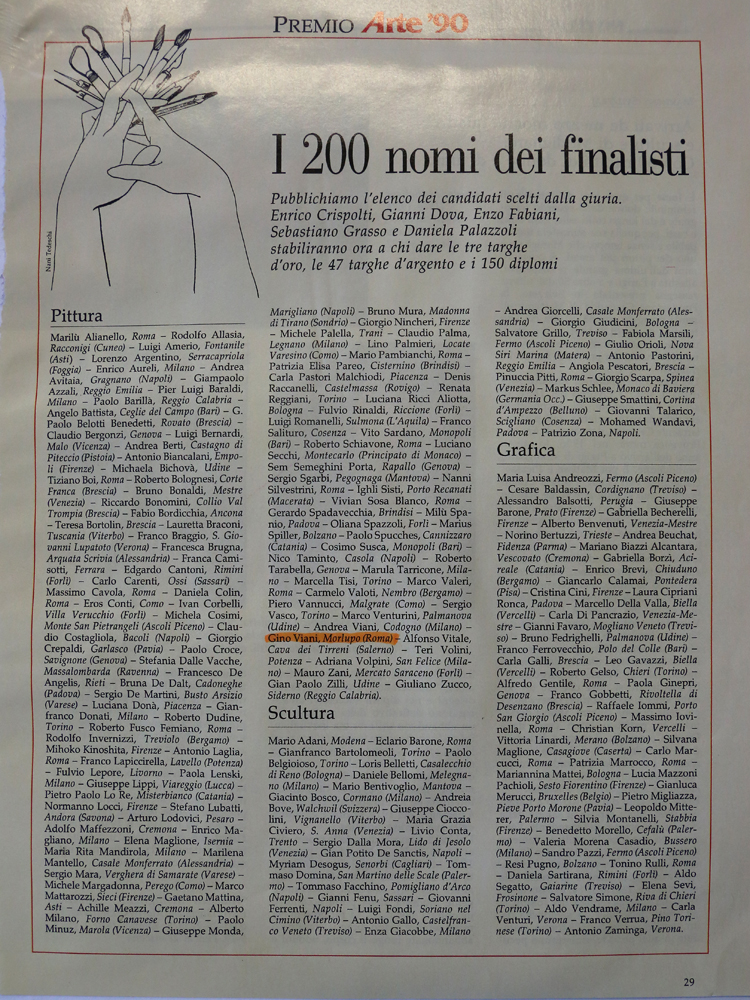 PREMIO Arte '90
Nani Tedeschi
I 200 nomi dei finalisti
Pubblichiamo l'elenco dei candidati scelti dalla giuria.
Enrico Crispolti, Gianni Dova, Enzo Fabiani,
Sebastiano Grasso e Daniela Palazzoli
stabiliranno ora a chi dare le tre targhe
d'oro, le 47 targhe d'argento e i 150 diplomi
Pittura
Marilù Alianello, Roma – Rodolfo Allasia,
Racconigi (Cuneo) – Luigi Amerio, Fontanile
(Asti) – Lorenzo Argentino, Serracapriola
(Foggia) – Enrico Aureli, Milano – Andrea
Avitaia, Gragnano (Napoli) – Giampaolo
Azzali, Reggio Emilia – Pier Luigi Baraldi,
Milano – Paolo Barillà, Reggio Calabria –
Angelo Battista, Ceglie del Campo (Bari) – G.
Paolo Belotti Benedetti, Rovato (Brescia) –
Claudio Bergonzi, Genova – Luigi Bernardi,
Malo (Vicenza) – Andrea Berti, Castagno di
Piteccio (Pistoia) – Antonio Biancalani, Empo-
li (Firenze) – Michaela Bichovà, Udine –
Tiziano Boi, Roma – Roberto Bolognesi, Corte
Franca (Brescia) – Bruno Bonaldi, Mestre
(Venezia) – Riccardo Bonomini, Collio Val
Trompia (Brescia) – Fabio Bordicchia, Ancona
– Teresa Bortolin, Brescia – Lauretta Braconi,
Tuscania (Viterbo) – Franco Braggio, S. Gio-
vanni Lupatoto (Verona) – Francesca Brugna,
Arquata Scrivia (Alessandria) – Franca Cami-
sotti, Ferrara – Edgardo Cantoni, Rimini
(Forlì) – Carlo Carenti, Ossi (Sassari) –
Massimo Cavola, Roma – Daniela Colin,
Roma – Eros Conti, Como – Ivan Corbelli,
Villa Verucchio (Forlì) – Michela Cosimi,
Monte San Pietrangeli (Ascoli Piceno) – Clau-
dio Costagliola, Bacoli (Napoli) – Giorgio
Crepaldi, Garlasco (Pavia) – Paolo Croce,
Savignone (Genova) – Stefania Dalle Vacche,
Massalombarda (Ravenna) – Francesco De
Angelis, Rieti – Bruna De Dalt, Cadoneghe
(Padova) – Sergio De Martini, Busto Arsizio
(Varese) – Luciana Donà, Piacenza – Gian-
franco Donati, Milano – Roberto Dudine,
Torino – Roberto Fusco Femiano, Roma –
Rodolfo Invernizzi, Treviolo (Bergamo) –
Mihoko Kinoshita, Firenze – Antonio Laglia,
Roma – Franco Lapiccirella, Lavello (Potenza)
– Fulvio Lepore, Livorno – Paola Lenski,
Milano – Giuseppe Lippi, Viareggio (Lucca) –
Pietro Paolo Lo Re, Misterbianco (Catania) –
Normanno Locci, Firenze – Stefano Lubatti,
Andora (Savona) – Arturo Lodovici, Pesaro –
Adolfo Maffezzoni, Cremona – Enrico Ma-
gliano, Milano – Elena Maglione, Isernia –
Maria Rita Mandirola, Milano – Marilena
Mantello, Casale Monferrato (Alessandria) –
Sergio Mara, Verghera di Samarate (Varese) –
Michele Margadonna, Perego (Como) – Marco
Mattarozzi, Sieci (Firenze) – Gaetano Mattina,
Asti – Achille Meazzi, Cremona – Alberto
Milano, Forno Canavese (Torino) – Paolo
Minuz, Marola (Vicenza) – Giuseppe Monda,
Marigliano (Napoli) – Bruno Mura, Madonna
di Tirano (Sondrio) – Giorgio Nincheri, Firenze
– Michele Palella, Trani – Claudio Palma,
Legnano (Milano) – Lino Palmieri, Locate
Varesino (Como) – Mario Pambianchi, Roma –
Patrizia Elisa Pareo, Cisternino (Brindisi) –
Carla Pastori Malchiodi, Piacenza – Denis
Raccanelli, Castelmassa (Rovigo) – Renata
Reggiani, Torino – Luciana Ricci Aliotta,
Bologna – Fulvio Rinaldi, Riccione (Forlì) –
Luigi Romanelli, Sulmona (L'Aquila) – Franco
Salituro, Cosenza – Vito Sardano, Monopoli
(Bari) – Roberto Schiavone, Roma – Luciana
Secchi, Montecarlo (Principato di Monaco) –
Sem Semeghini Porta, Rapallo (Genova) –
Sergio Sgarbi, Pegognaga (Mantova) – Nanni
Silvestrini, Roma – Ighli Sisti, Porto Recanati
(Macerata) – Vivian Sosa Blanco, Roma –
Gerardo Spadavecchia, Brindisi – Milù Spa-
nio, Padova – Oliana Spazzoli, Forlì – Marius
Spiller, Bolzano – Paolo Spucches, Cannizzaro
(Catania) – Cosimo Susca, Monopoli (Bari) –
Nico Taminto, Casola (Napoli) – Roberto
Tarabella, Genova – Marula Tarricone, Mila-
no – Marcella Tisi, Torino – Marco Valeri,
Roma – Carmelo Valoti, Nembro (Bergamo) –
Piero Vannucci, Malgrate (Como) – Sergio
Vasco, Torino – Marco Venturini, Palmanova
(Udine) – Andrea Viani, Codogno (Milano) –
Gino Viani, Morlupo (Roma) – Alfonso Vitale,
Cava dei Tirreni (Salerno) – Teri Volini,
Potenza – Adriana Volpini, San Felice (Mila-
no) – Mauro Zani, Mercato Saraceno (Forlì) –
Gian Paolo Zilli, Udine – Giuliano Zucco,
Siderno (Reggio Calabria).
Scultura
Mario Adani, Modena – Eclario Barone, Roma
– Gianfranco Bartolomeoli, Torino – Paolo
Belgioioso, Torino – Loris Belletti, Casalecchio
di Reno (Bologna) – Daniele Bellomi, Melegna-
no (Milano) – Mario Bentivoglio, Mantova –
Giacinto Bosco, Cormano (Milano) – Andreia
Bove, Walchwil (Svizzera) – Giuseppe Ciocco-
lini, Vignanello (Viterbo) – Maria Grazia
Civiero, S. Anna (Venezia) – Livio Conta,
Trento – Sergio Dalla Mora, Lido di Jesolo
(Venezia) – Gian Potito De Sanctis, Napoli –
Myriam Desogus, Senorbì (Cagliari) – Tom-
maso Domina, San Martino delle Scale (Paler-
mo) – Tommaso Facchino, Pomigliano d'Arco
(Napoli) – Gianni Fenu, Sassari – Giovanni
Ferrenti, Napoli – Luigi Fondi, Soriano nel
Cimino (Viterbo) – Antonio Gallo, Castelfran-
co Veneto (Treviso) – Enza Giacobbe, Milano
– Andrea Giorcelli, Casale Monferrato (Ales-
sandria) – Giorgio Giudicini, Bologna –
Salvatore Grillo, Treviso – Fabiola Marsili,
Fermo (Ascoli Piceno) – Giulio Orioli, Nova
Siri Marina (Matera) – Antonio Pastorini,
Reggio Emilia – Angiola Pescatori, Brescia –
Pinuccia Pitti, Roma – Giorgio Scarpa, Spinea
(Venezia) – Markus Schlee, Monaco di Baviera
(Germania Occ.) – Giuseppe Smattini, Cortina
d'Ampezzo (Belluno) – Giovanni Talarico,
Scigliano (Cosenza) – Mohamed Wandavi,
Padova – Patrizio Zona, Napoli.
Grafica
Maria Luisa Andreozzi, Fermo (Ascoli Piceno)
– Cesare Baldassin, Cordignano (Treviso) –
Alessandro Balsotti, Perugia – Giuseppe
Barone, Prato (Firenze) – Gabriella Becherelli,
Firenze – Alberto Benvenuti, Venezia-Mestre
– Norino Bertuzzi, Trieste – Andrea Beuchat,
Fidenza (Parma) – Mariano Biazzi Alcantara,
Vescovato (Cremona) – Gabriella Borzì, Aci-
reale (Catania) – Enrico Brevi, Chiuduno
(Bergamo) – Giancarlo Calamai, Pontedera
(Pisa) – Cristina Cini, Firenze – Laura Cipriani
Ronca, Padova – Marcello Della Valla, Biella
(Vercelli) – Carla Di Pancrazio, Venezia-Me-
stre – Gianni Favaro, Mogliano Veneto (Trevi-
so) – Bruno Fedrighelli, Palmanova (Udine) –
Franco Ferrovecchio, Polo del Colle (Bari) –
Carla Galli, Brescia – Leo Gavazzi, Biella
(Vercelli) – Roberto Gelso, Chieri (Torino) –
Alfredo Gentile, Roma – Paola Ginepri,
Genova – Franco Gobbetti, Rivoltella di
Desenzano (Brescia) – Raffaele Iommi, Porto
San Giorgio (Ascoli Piceno) – Massimo Iovi-
nella, Roma – Christian Korn, Vercelli –
Vittoria Linardi, Merano (Bolzano) – Silvana
Maglione, Casagiove (Caserta) – Carlo Mar-
cucci, Roma – Patrizia Marrocco, Roma –
Mariannina Mattei, Bologna – Lucia Mazzoni
Pachioli, Sesto Fiorentino (Firenze) – Gianluca
Merucci, Bruxelles (Belgio) – Pietro Migliazza,
Pieve Porto Morone (Pavia) – Leopoldo Mitte-
rer, Palermo – Silvia Montanelli, Stabbia
(Firenze) – Benedetto Morello, Cefalù (Paler-
mo) – Valeria Morena Casadio, Bussero
(Milano) – Sandro Pazzi, Fermo (Ascoli Piceno)
– Resi Pugno, Bolzano – Tonino Rulli, Roma
– Daniela Sartirana, Rimini (Forlì) – Aldo
Segatto, Gaiarine (Treviso) – Elena Sevi,
Frosinone – Salvatore Simone, Riva di Chieri
(Torino) – Aldo Vendrame, Milano – Carla
Venturi, Verona – Franco Verrua, Pino Tori-
nese (Torino) – Antonio Zaminga, Verona.
29